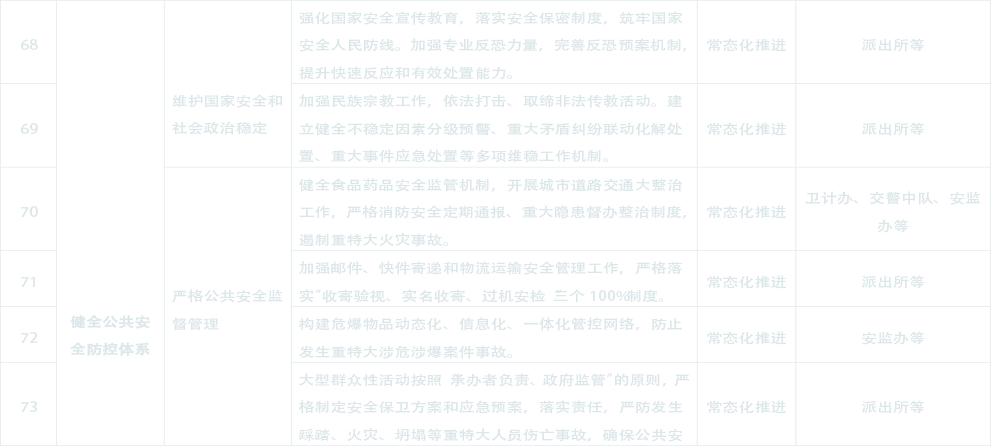 68
健全公共安
全防控体系
维护国家安全和
社会政治稳定
强化国家安全宣传教育，落实安全保密制度，筑牢国家
安全人民防线。加强专业反恐力量，完善反恐预案机制，
提升快速反应和有效处置能力。
常态化推进
派出所等
69
加强民族宗教工作，依法打击、取缔非法传教活动。建
立健全不稳定因素分级预警、重大矛盾纠纷联动化解处
置、重大事件应急处置等多项维稳工作机制。
常态化推进
派出所等
70
严格公共安全监
督管理
健全食品药品安全监管机制，开展城市道路交通大整治
工作，严格消防安全定期通报、重大隐患督办整治制度，
遏制重特大火灾事故。
常态化推进
卫计办、交警中队、安监
办等
71
加强邮件、快件寄递和物流运输安全管理工作，严格落
实“收寄验视、实名收寄、过机安检 三个 100%制度。
常态化推进
派出所等
72
构建危爆物品动态化、信息化、一体化管控网络，防止
发生重特大涉危涉爆案件事故。
常态化推进
安监办等
73
大型群众性活动按照 承办者负责、政府监管”的原则，严
格制定安全保卫方案和应急预案，落实责任，严防发生
踩踏、火灾、坍塌等重特大人员伤亡事故，确保公共安
常态化推进
派出所等